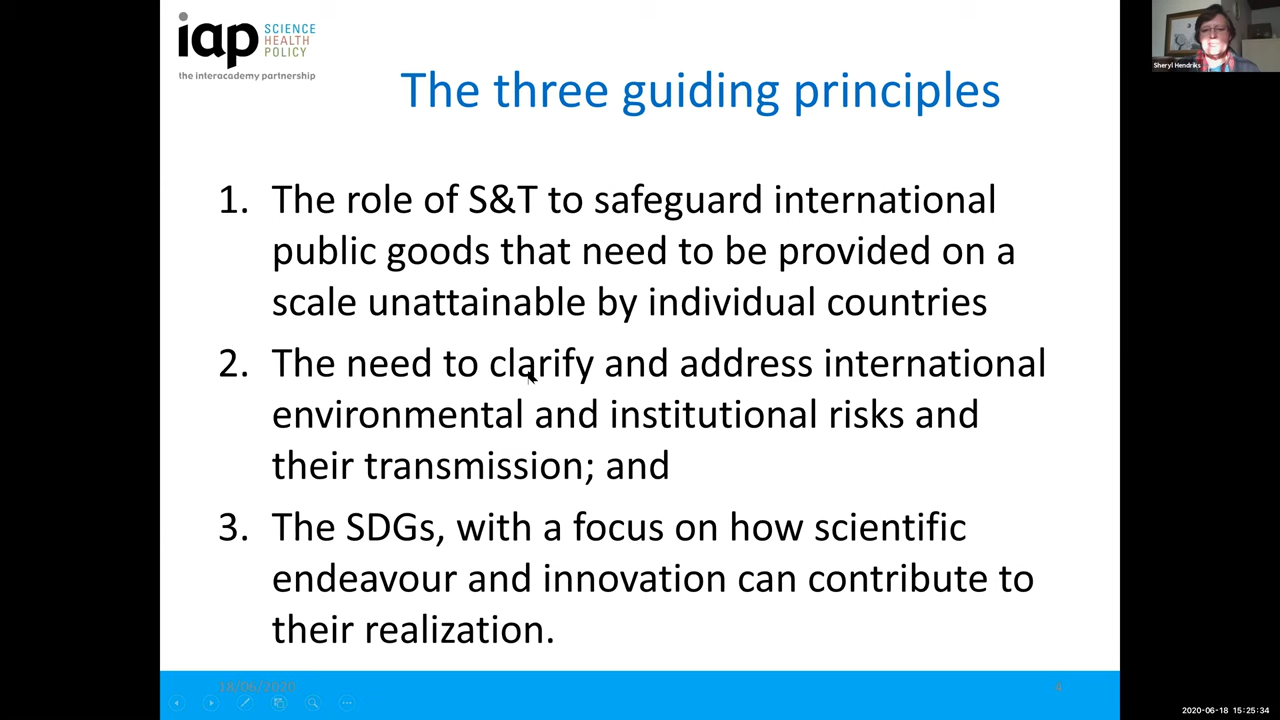 iap SCIENCE
HEALTH
POLICY
the interacademy partnership
Sheryl Hendriks
The three guiding principles
1. The role of S&T to safeguard international
public goods that need to be provided on a
scale unattainable by individual countries
2. The need to clarify and address international
environmental and institutional risks and
their transmission; and
3. The SDGs, with a focus on how scientific
endeavour and innovation can contribute to
their realization.
18/06/2020
2020-06-18 15:25:34